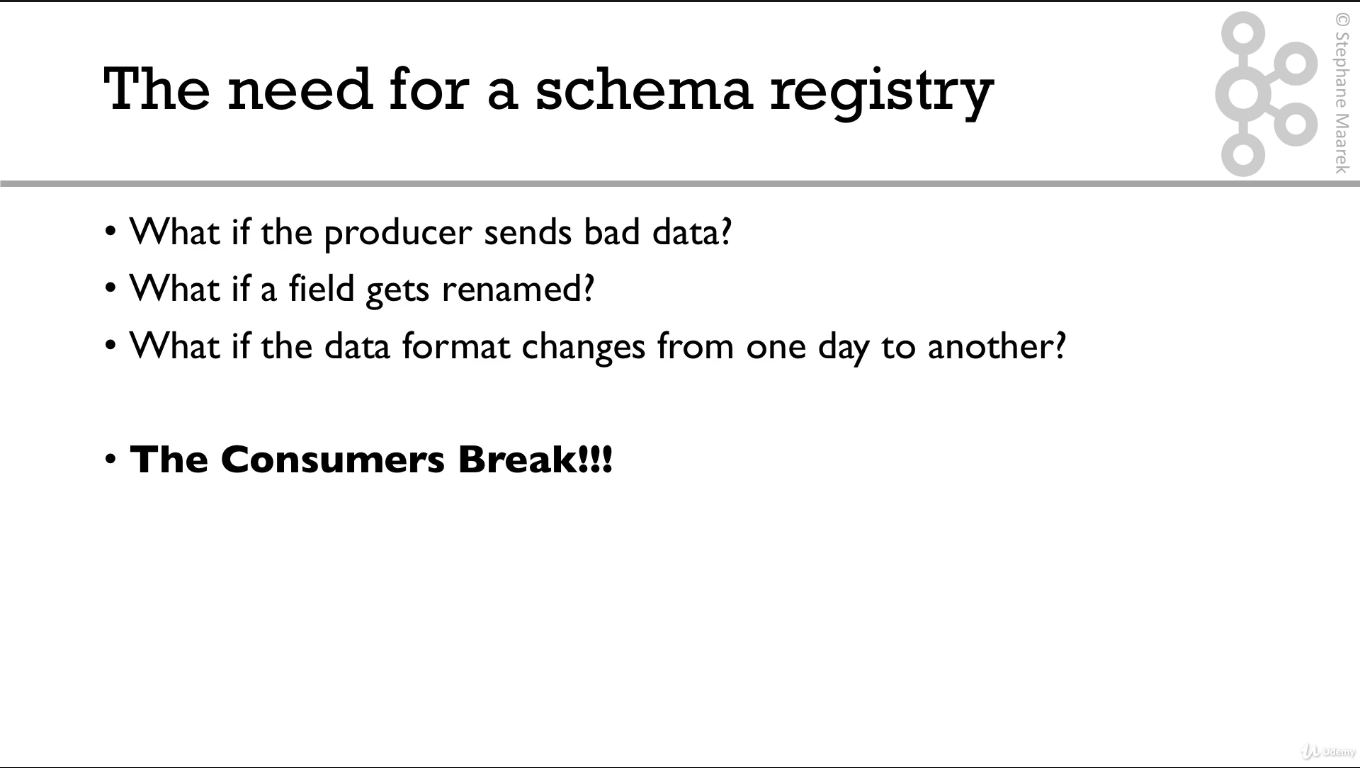 The need for a schema registry
© Stephane Maarek
• What if the producer sends bad data?
• What if a field gets renamed?
• What if the data format changes from one day to another?
• The Consumers Break!!!
Udemy